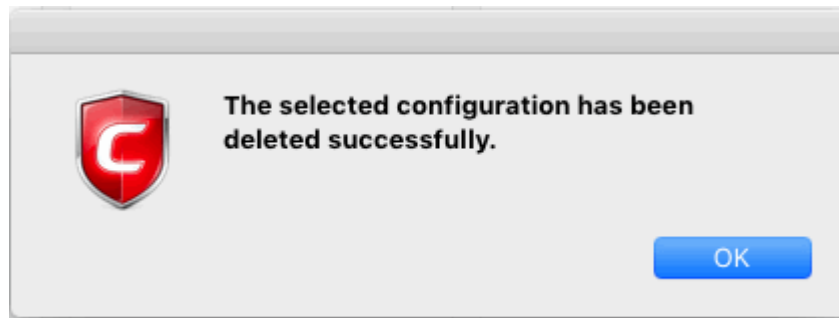 The selected configuration has been
deleted successfully.
C
OK